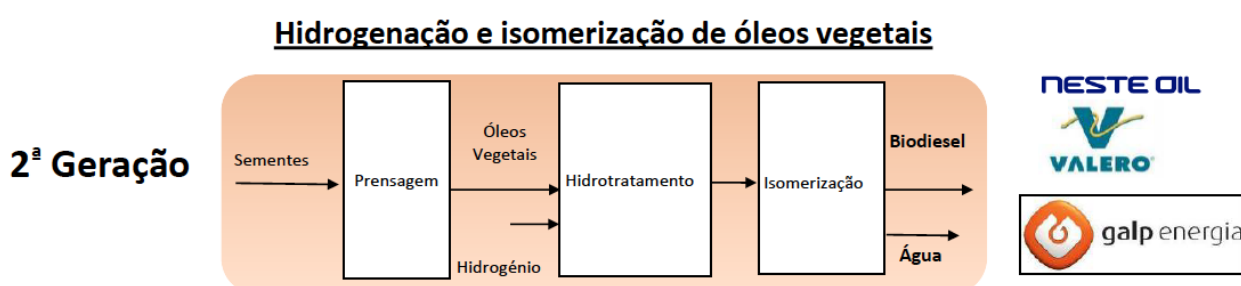 Hidrogenação e isomerização de óleos vegetais
2ª Geração
Sementes
Prensagem
Óleos
Vegetais
Hidrogénio
Hidrotratamento
Isomerização
Biodiesel
Água
NESTE OIL
VALERO
galp energia